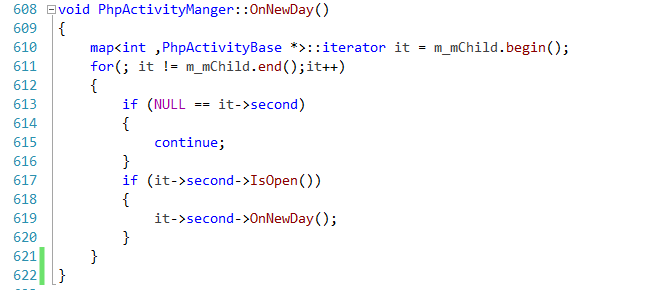 608 void PhpActivityManger::OnNewDay()
609 {
610     map<int ,PhpActivityBase *>::iterator it = m_mChild.begin();
611     for(; it != m_mChild.end();it++)
612     {
613         if (NULL == it->second)
614         {
615             continue;
616         }
617         if (it->second->IsOpen())
618         {
619             it->second->OnNewDay();
620         }
621     }
622 }